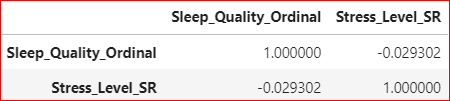 Sleep_Quality_Ordinal Stress_Level_SR
Sleep_Quality_Ordinal 1.000000 -0.029302
Stress_Level_SR -0.029302 1.000000